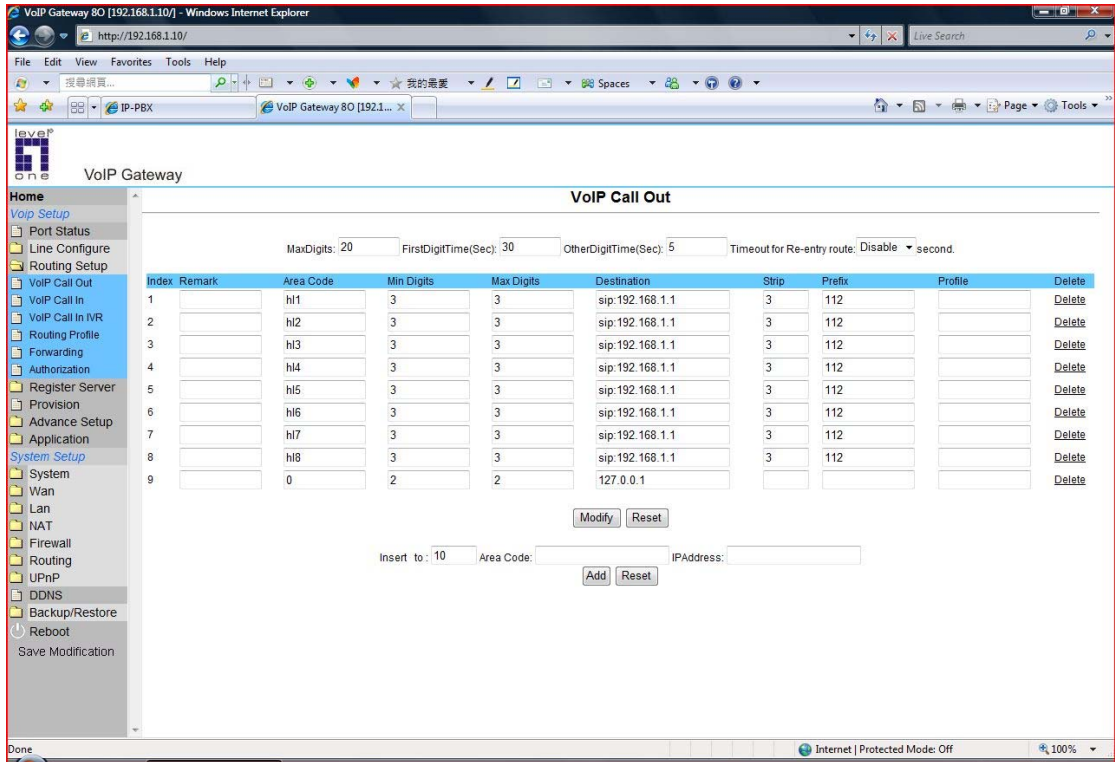 VoIP Gateway 8O [192.168.1.10/] - Windows Internet Explorer
http://192.168.1.10/
Live Search
File Edit View Favorites Tools Help
搜尋網頁... 我的最愛 Spaces
IP-PBX VoIP Gateway 8O [192.1... Page Tools
level
one
VoIP Gateway
Home
Voip Setup
Port Status
Line Configure
Routing Setup
VoIP Call Out
VoIP Call In
VoIP Call In IVR
Routing Profile
Forwarding
Authorization
Register Server
Provision
Advance Setup
Application
System Setup
System
Wan
Lan
NAT
Firewall
Routing
UPnP
DDNS
Backup/Restore
Reboot
Save Modification
VoIP Call Out
MaxDigits: 20 FirstDigitTime(Sec): 30 OtherDigitTime(Sec): 5 Timeout for Re-entry route: Disable second.
Index Remark Area Code Min Digits Max Digits Destination Strip Prefix Profile Delete
1 hl1 3 3 sip:192.168.1.1 3 112 Delete
2 hl2 3 3 sip:192.168.1.1 3 112 Delete
3 hl3 3 3 sip:192.168.1.1 3 112 Delete
4 hl4 3 3 sip:192.168.1.1 3 112 Delete
5 hl5 3 3 sip:192.168.1.1 3 112 Delete
6 hl6 3 3 sip:192.168.1.1 3 112 Delete
7 hl7 3 3 sip:192.168.1.1 3 112 Delete
8 hl8 3 3 sip:192.168.1.1 3 112 Delete
9 0 2 2 127.0.0.1 Delete
Modify Reset
Insert to : 10 Area Code: IPAddress:
Add Reset
Done Internet | Protected Mode: Off 100%